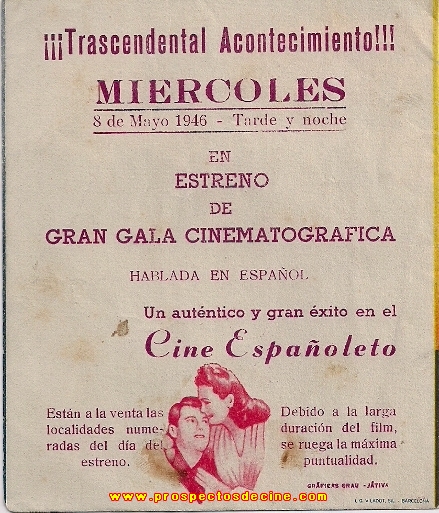 ¡¡¡Trascendental Acontecimiento!!!
MIERCOLES
8 de Mayo 1946 - Tarde y noche
EN
ESTRENO
DE
GRAN GALA CINEMATOGRAFICA
HABLADA EN ESPAÑOL
Un auténtico y gran éxito en el
Cine Españoleto
Están a la venta las
localidades nume-
radas del día del
estreno.
Debido a la larga
duración del film,
se ruega la máxima
puntualidad.
GRÁFICAS GRAU - JÁTIVA
I. G. VILADOT, S.L. - BARCELONA
www.prospectosdecine.com